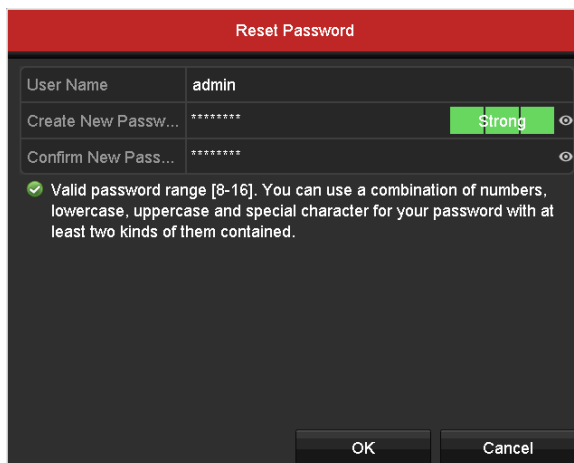 Reset Password
User Name admin
Create New Passw... ******** Strong
Confirm New Pass... ********
Valid password range [8-16]. You can use a combination of numbers,
lowercase, uppercase and special character for your password with at
least two kinds of them contained.
OK Cancel